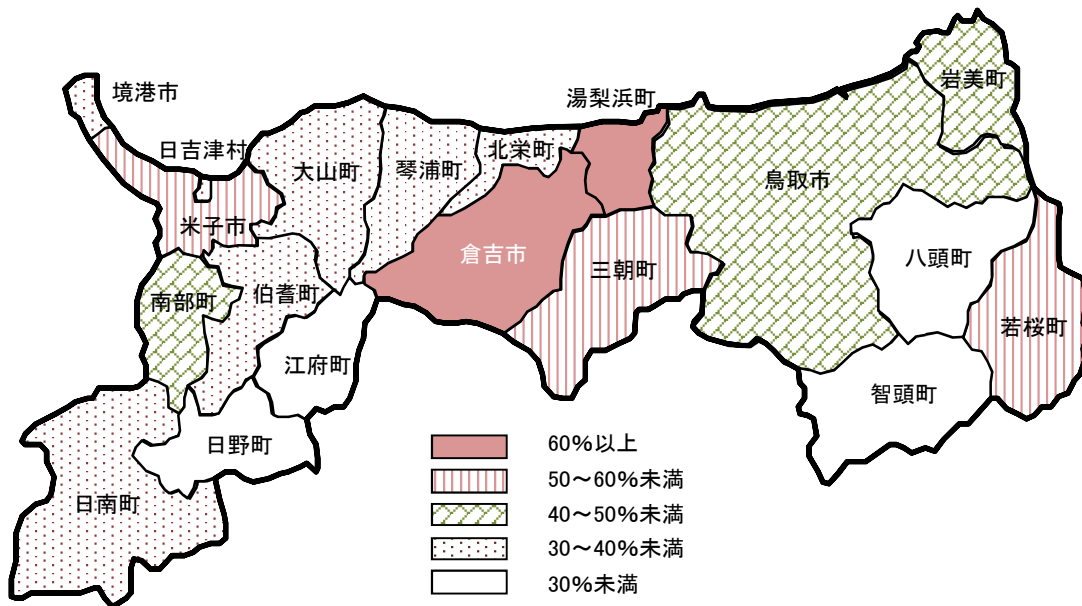 岩美町
境港市
湯梨浜町
日吉津村
北栄町
大山町
琴浦町
鳥取市
米子市
倉吉市
八頭町
三朝町
南部町
伯耆町
若桜町
江府町
智頭町
日野町
日南町
60%以上
50～60%未満
40～50%未満
30～40%未満
30%未満